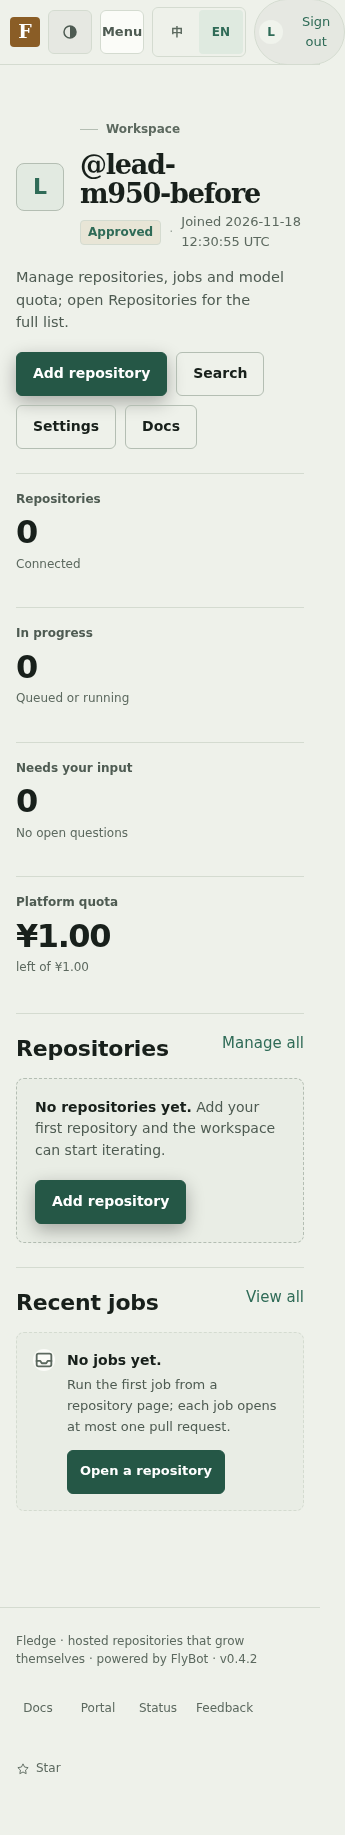 F Menu 中 EN L Sign out
Workspace
L
@lead-
m950-before
Approved · Joined 2026-11-18
12:30:55 UTC
Manage repositories, jobs and model
quota; open Repositories for the
full list.
Add repository Search
Settings Docs
Repositories
0
Connected
In progress
0
Queued or running
Needs your input
0
No open questions
Platform quota
¥1.00
left of ¥1.00
Repositories Manage all
No repositories yet. Add your
first repository and the workspace
can start iterating.
Add repository
Recent jobs View all
No jobs yet.
Run the first job from a
repository page; each job opens
at most one pull request.
Open a repository
Fledge · hosted repositories that grow
themselves · powered by FlyBot · v0.4.2
Docs Portal Status Feedback
Star